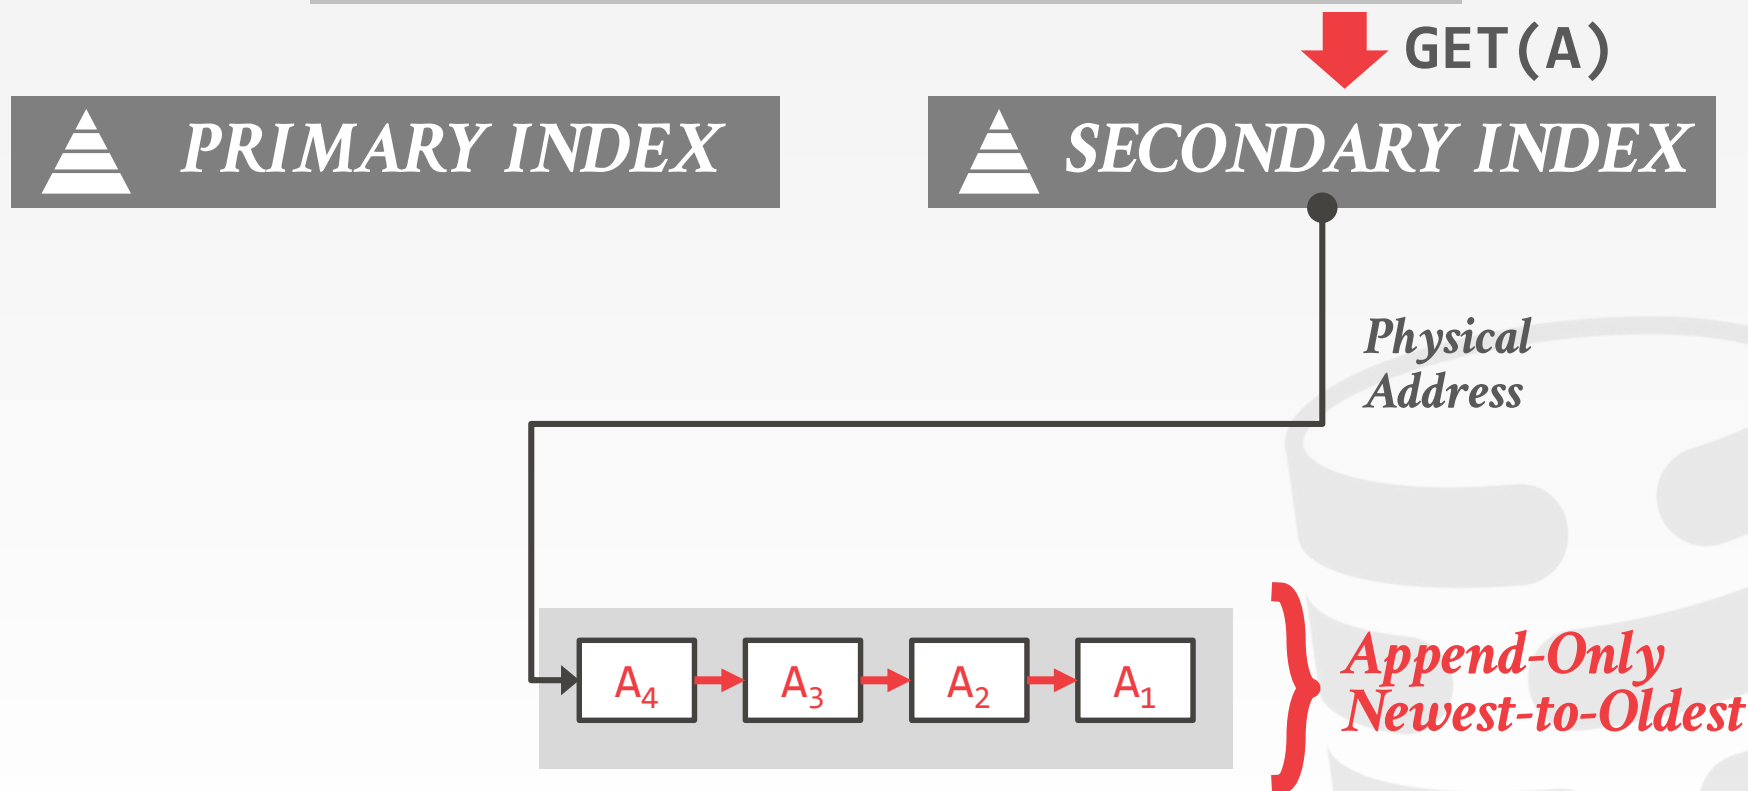 GET(A)
PRIMARY INDEX
SECONDARY INDEX
Physical
Address
A4
A3
A2
A1
Append-Only
Newest-to-Oldest